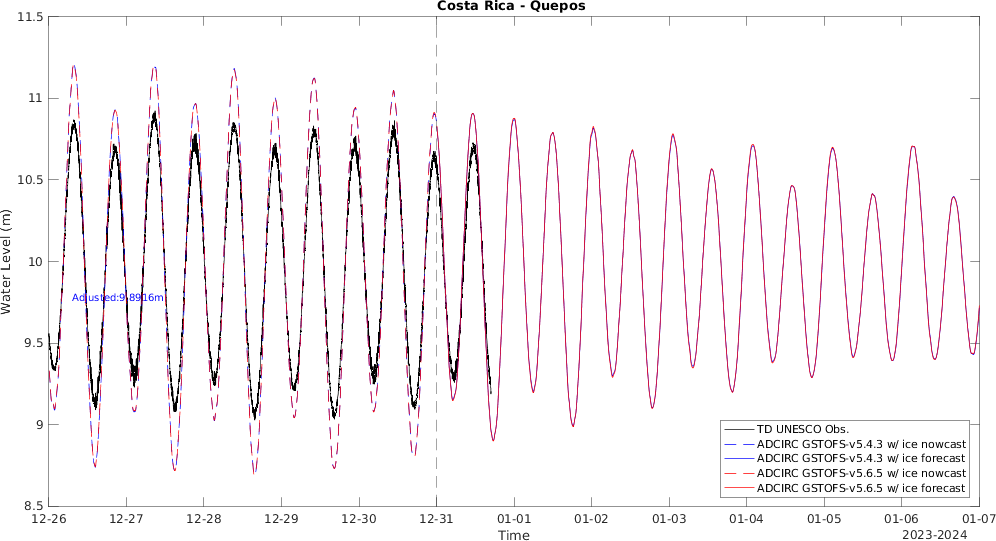 Costa Rica - Quepos
11.5
11
10.5
10
9.5
9
8.5
Water Level (m)
Adjusted:9.8916m
TD UNESCO Obs.
ADCIRC GSTOFS-v5.4.3 w/ ice nowcast
ADCIRC GSTOFS-v5.4.3 w/ ice forecast
ADCIRC GSTOFS-v5.6.5 w/ ice nowcast
ADCIRC GSTOFS-v5.6.5 w/ ice forecast
12-26 12-27 12-28 12-29 12-30 12-31 01-01 01-02 01-03 01-04 01-05 01-06 01-07
Time
2023-2024